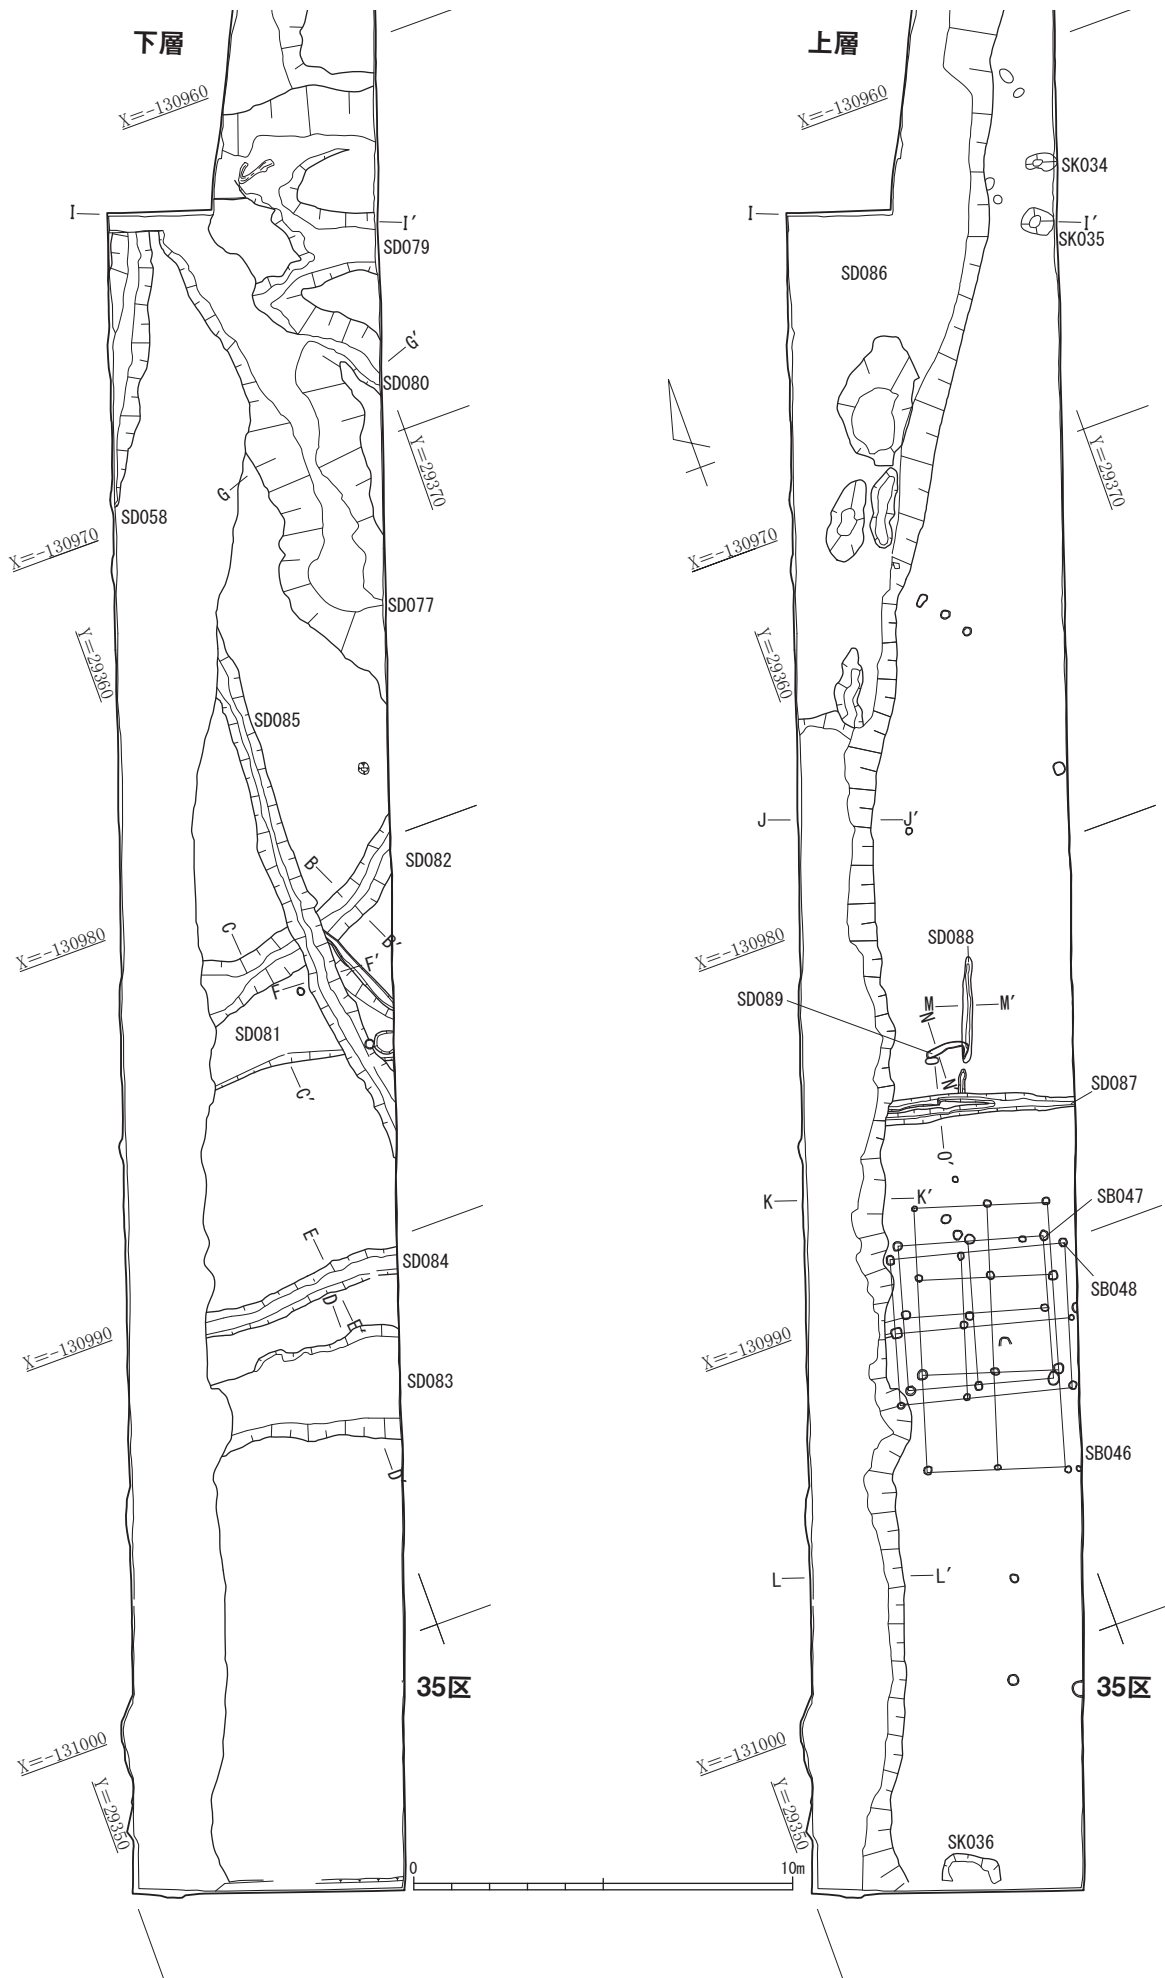 下層
X=-130960
I
I′
SD079
G′
SD080
Y=29370
G
SD058
X=-130970
SD077
Y=29360
SD085
B
SD082
C
B′
X=-130980
F′
F
SD081
C′
E
SD084
D
E′
X=-130990
SD083
D′
35区
X=-131000
Y=29350
0
10m
上層
X=-130960
SK034
I
I′
SK035
SD086
Y=29370
X=-130970
Y=29360
J
J′
X=-130980
SD088
SD089
M
M′
N
N′
SD087
O′
K
K′
SB047
SB048
X=-130990
SB046
L
L′
35区
X=-131000
Y=29350
SK036